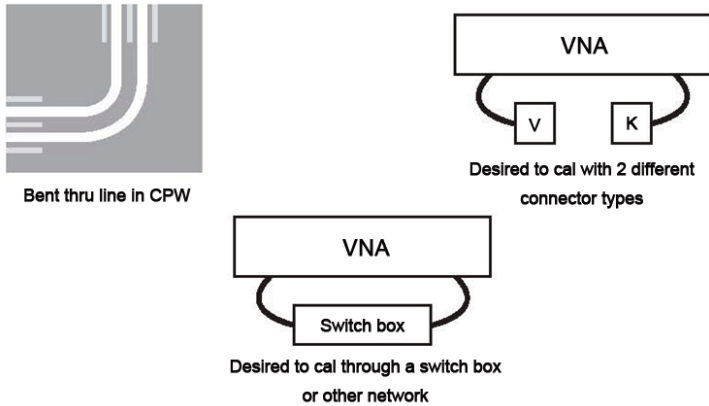 VNA
V K
Desired to cal with 2 different
connector types
Bent thru line in CPW
VNA
Switch box
Desired to cal through a switch box
or other network